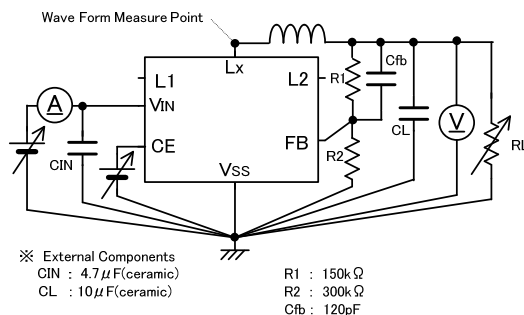 Wave Form Measure Point
Lx
L1
L2
R1
Cfb
A
VIN
CIN
CE
FB
R2
CL
V
RL
VSS
※ External Components
CIN : 4.7μF(ceramic)
CL : 10μF(ceramic)
R1 : 150kΩ
R2 : 300kΩ
Cfb : 120pF